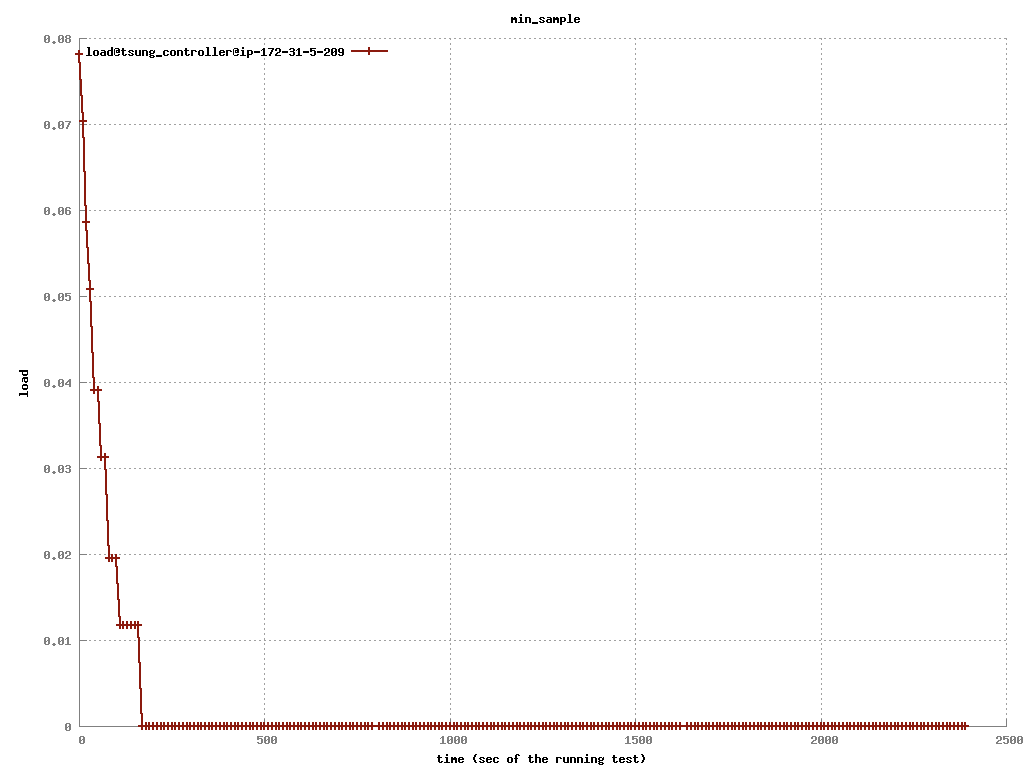 min_sample
load@tsung_controller@ip-172-31-5-209
0.08
0.07
0.06
0.05
0.04
0.03
0.02
0.01
0
load
0 500 1000 1500 2000 2500
time (sec of the running test)